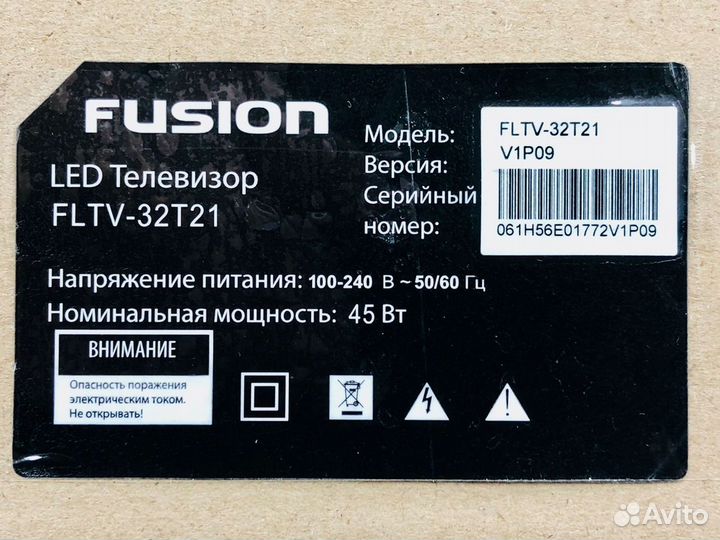 FUSION
LED Телевизор
FLTV-32T21
Модель:
Версия:
Серийный
номер:
FLTV-32T21
V1P09
061H56E01772V1P09
Напряжение питания: 100-240 В ~ 50/60 Гц
Номинальная мощность: 45 Вт
ВНИМАНИЕ
Опасность поражения
электрическим током.
Не открывать!
Avito